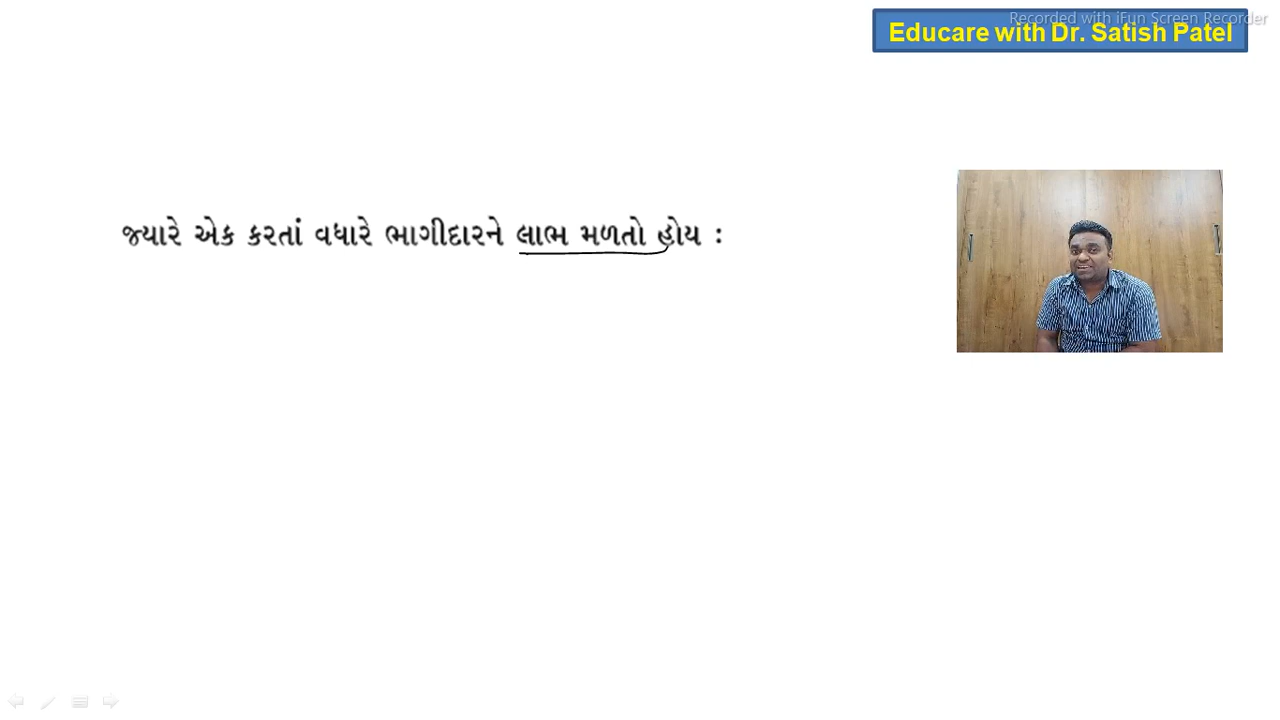 Recorded with iFun Screen Recorder
Educare with Dr. Satish Patel
જ્યારે એક કરતાં વધારે ભાગીદારને લાભ મળતો હોય :